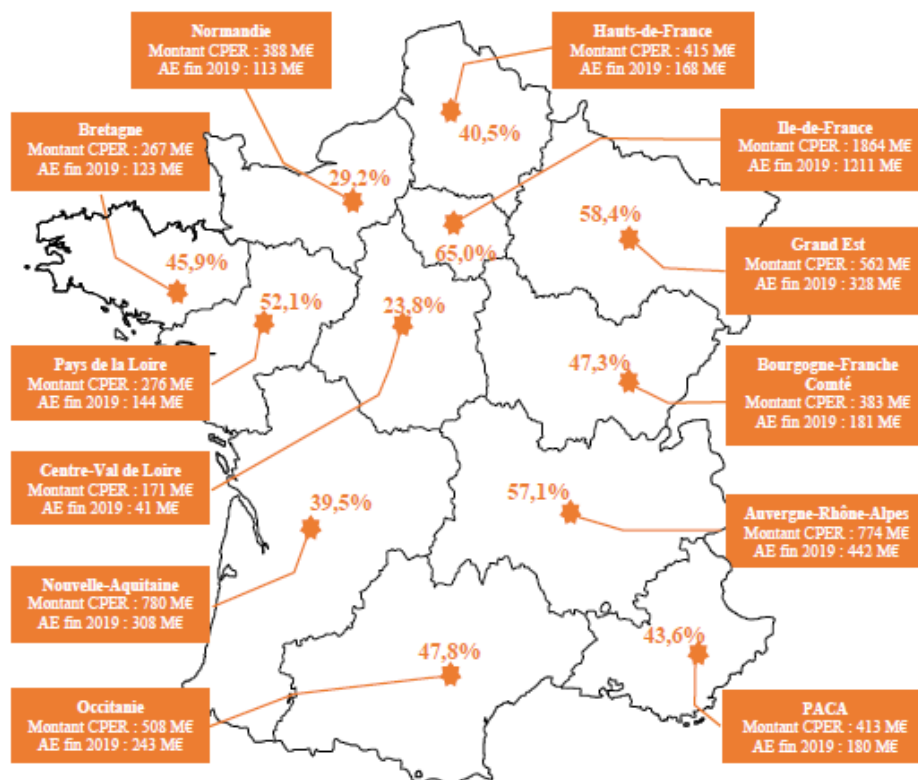 Normandie
Montant CPER : 388 M€
AE fin 2019 : 113 M€
Hauts-de-France
Montant CPER : 415 M€
AE fin 2019 : 168 M€
Bretagne
Montant CPER : 267 M€
AE fin 2019 : 123 M€
Ile-de-France
Montant CPER : 1864 M€
AE fin 2019 : 1211 M€
40,5%
29,2%
58,4%
65,0%
45,9%
Grand Est
Montant CPER : 562 M€
AE fin 2019 : 328 M€
52,1%
23,8%
Pays de la Loire
Montant CPER : 276 M€
AE fin 2019 : 144 M€
47,3%
Bourgogne-Franche
Comté
Montant CPER : 383 M€
AE fin 2019 : 181 M€
Centre-Val de Loire
Montant CPER : 171 M€
AE fin 2019 : 41 M€
39,5%
57,1%
Auvergne-Rhône-Alpes
Montant CPER : 774 M€
AE fin 2019 : 442 M€
Nouvelle-Aquitaine
Montant CPER : 780 M€
AE fin 2019 : 308 M€
47,8%
43,6%
Occitanie
Montant CPER : 508 M€
AE fin 2019 : 243 M€
PACA
Montant CPER : 413 M€
AE fin 2019 : 180 M€